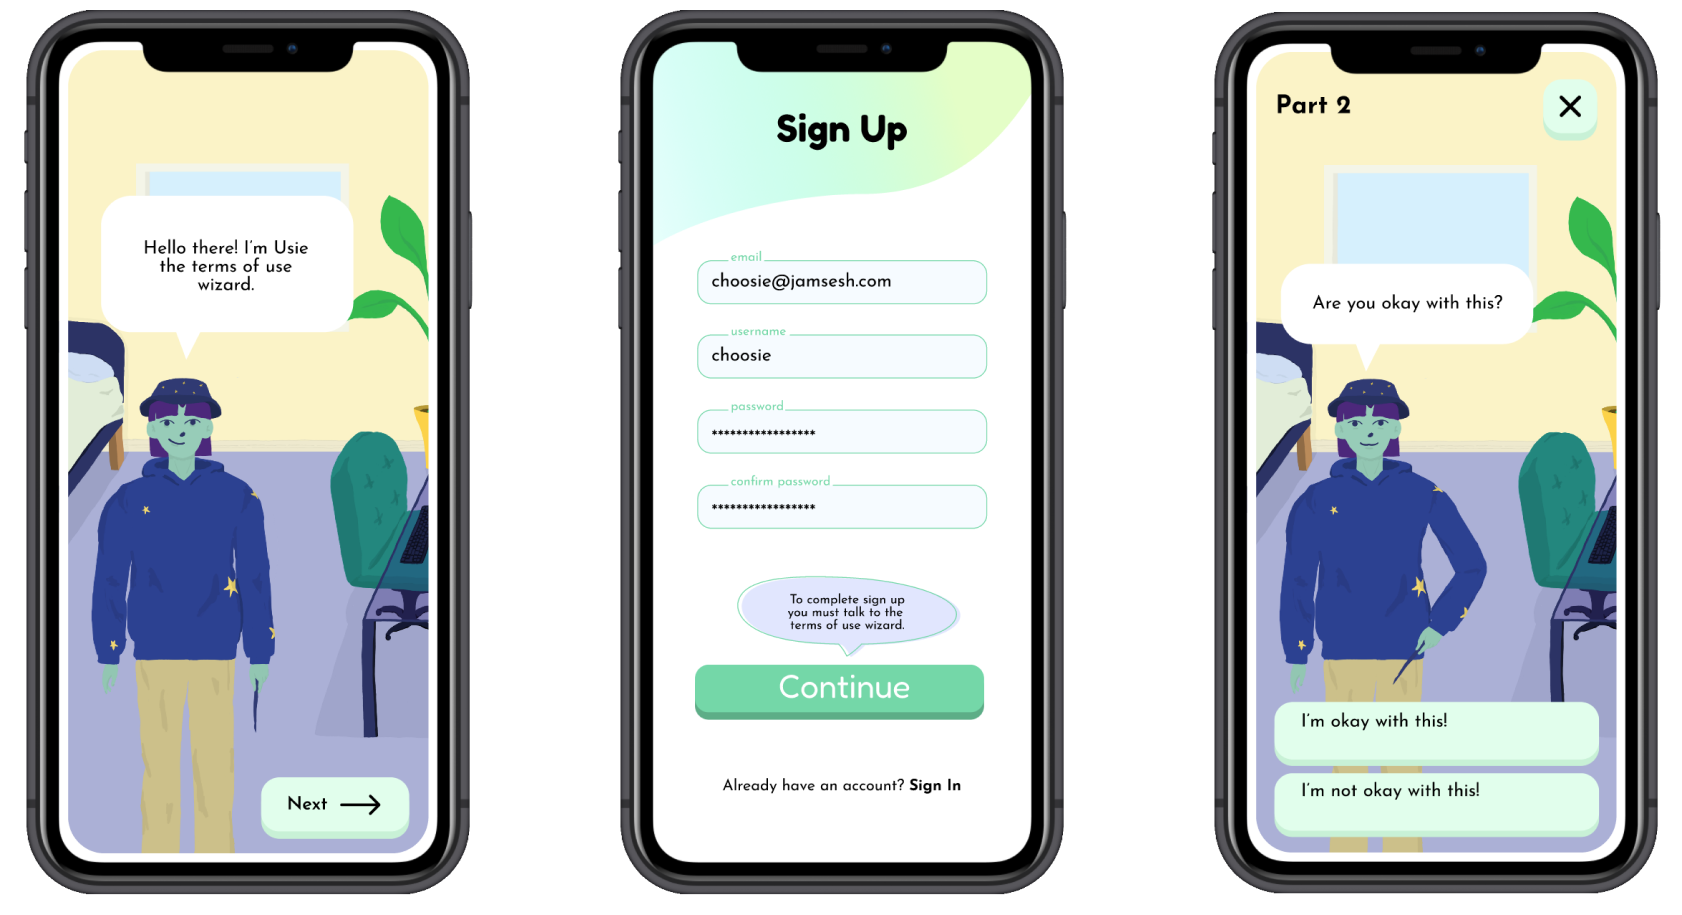 Hello there! I'm Usie
the terms of use
wizard.
Next
Sign Up
email
choosie@jamsesh.com
username
choosie
password
*****************
confirm password
*****************
To complete sign up
you must talk to the
terms of use wizard.
Continue
Already have an account? Sign In
Part 2
Are you okay with this?
I'm okay with this!
I'm not okay with this!